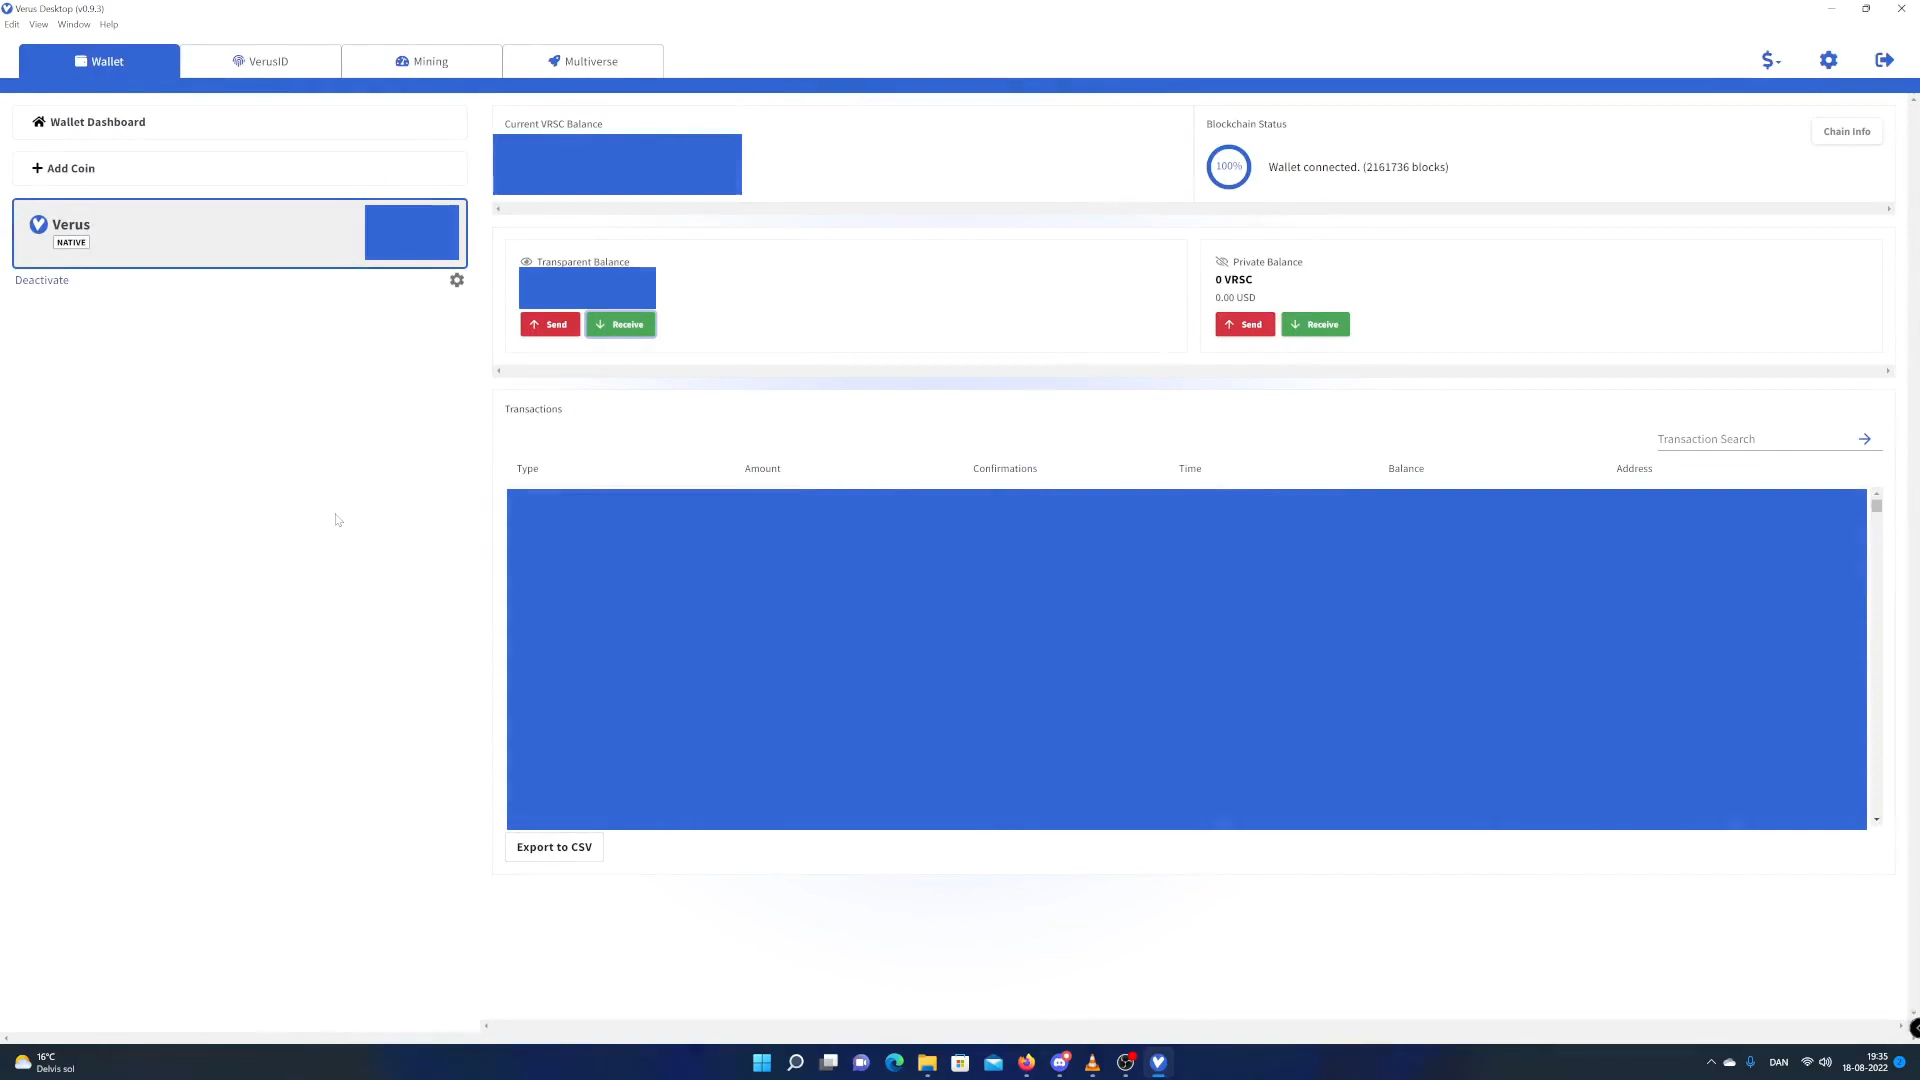 Verus Desktop (v0.9.3)
Edit View Window Help
Wallet VerusID Mining Multiverse $
Wallet Dashboard
Add Coin
Verus
NATIVE
Deactivate
Current VRSC Balance
Blockchain Status
Chain Info
100% Wallet connected. (2161736 blocks)
Transparent Balance
Send Receive
Private Balance
0 VRSC
0.00 USD
Send Receive
Transactions
Transaction Search
Type Amount Confirmations Time Balance Address
Export to CSV
16°C
Delvis sol
DAN
19:35
18-08-2022
2